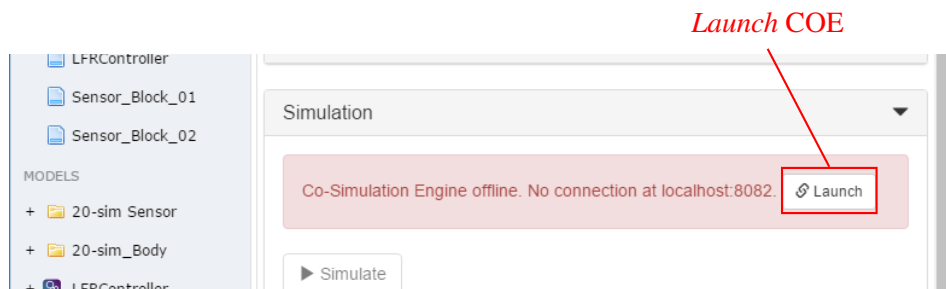 Launch COE
LFRController
Sensor_Block_01
Sensor_Block_02
MODELS
+ 20-sim Sensor
+ 20-sim_Body
+ LFRController
Simulation
Co-Simulation Engine offline. No connection at localhost:8082.
Launch
Simulate